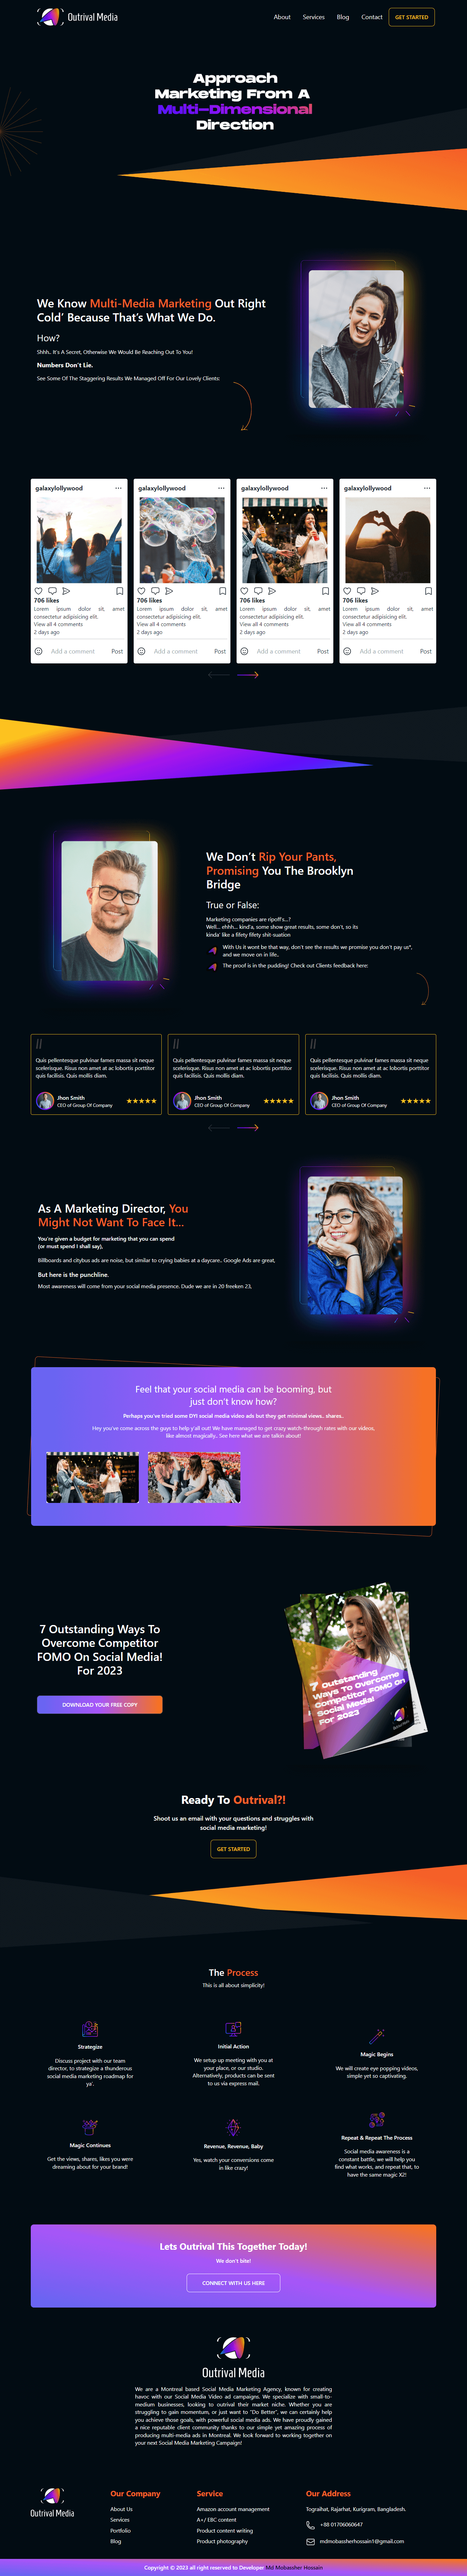 Outrival Media
About
Services
Blog
Contact
GET STARTED
Approach
Marketing From A
Multi-Dimensional
Direction
We Know Multi-Media Marketing Out Right
Cold' Because That's What We Do.
How?
Shhh.. It's A Secret, Otherwise We Would Be Reaching Out To You!
Numbers Don't Lie.
See Some Of The Staggering Results We Managed Off For Our Lovely Clients:
galaxylollywood
706 likes
Lorem ipsum dolor sit, amet
consectetur adipisicing elit.
View all 4 comments
2 days ago
Add a comment
Post
galaxylollywood
706 likes
Lorem ipsum dolor sit, amet
consectetur adipisicing elit.
View all 4 comments
2 days ago
Add a comment
Post
galaxylollywood
706 likes
Lorem ipsum dolor sit, amet
consectetur adipisicing elit.
View all 4 comments
2 days ago
Add a comment
Post
galaxylollywood
706 likes
Lorem ipsum dolor sit, amet
consectetur adipisicing elit.
View all 4 comments
2 days ago
Add a comment
Post
We Don't Rip Your Pants,
Promising You The Brooklyn
Bridge
True or False:
Marketing companies are ripoff's...?
Well... ehhh... kind'a, some show great results, some don't, so its
kinda' like a fifety fifety shit-suation
With Us it wont be that way, don't see the results we promise you don't pay us*,
and we move on in life..
The proof is in the pudding! Check out Clients feedback here:
Quis pellentesque pulvinar fames massa sit neque
scelerisque. Risus non amet at ac lobortis porttitor
quis facilisis. Quis mollis diam.
Jhon Smith
CEO of Group Of Company
Quis pellentesque pulvinar fames massa sit neque
scelerisque. Risus non amet at ac lobortis porttitor
quis facilisis. Quis mollis diam.
Jhon Smith
CEO of Group Of Company
Quis pellentesque pulvinar fames massa sit neque
scelerisque. Risus non amet at ac lobortis porttitor
quis facilisis. Quis mollis diam.
Jhon Smith
CEO of Group Of Company
As A Marketing Director, You
Might Not Want To Face It...
You're given a budget for marketing that you can spend
(or must spend I shall say),
Billboards and citybus ads are noise, but similar to crying babies at a daycare.. Google Ads are great,
But here is the punchline.
Most awareness will come from your social media presence. Dude we are in 20 freeken 23,
Feel that your social media can be booming, but
just don't know how?
Perhaps you've tried some DYI social media video ads but they get minimal views.. shares..
Hey you've come across the guys to help y'all out! We have managed to get crazy watch-through rates with our videos,
like almost magically.. See here what we are talkin about!
7 Outstanding Ways To
Overcome Competitor
FOMO On Social Media!
For 2023
DOWNLOAD YOUR FREE COPY
7 outstanding
Ways To Overcome
Competitor FOMO on
Social Media!
For 2023
Ready To Outrival?!
Shoot us an email with your questions and struggles with
social media marketing!
GET STARTED
The Process
This is all about simplicity!
Strategize
Discuss project with our team
director, to strategize a thunderous
social media marketing roadmap for
ya'.
Initial Action
We setup up meeting with you at
your place, or our studio.
Alternatively, products can be sent
to us via express mail.
Magic Begins
We will create eye popping videos,
simple yet so captivating.
Magic Continues
Get the views, shares, likes you were
dreaming about for your brand!
Revenue, Revenue, Baby
Yes, watch your conversions come
in like crazy!
Repeat & Repeat The Process
Social media awareness is a
constant battle, we will help you
find what works, and repeat that, to
have the same magic X2!
Lets Outrival This Together Today!
We don't bite!
CONNECT WITH US HERE
Outrival Media
We are a Montreal based Social Media Marketing Agency, known for creating
havoc with our Social Media Video ad campaigns. We specialize with small-to-
medium businesses, looking to outrival their market niche. Whether you are
struggling to gain momentum, or just want to "Do Better", we can certainly help
you achieve those goals, with powerful social media ads. We have proudly gained
a nice reputable client community thanks to our simple yet amazing process of
producing multi-media ads in Montreal. We look forward to working together on
your next Social Media Marketing Campaign!
Outrival Media
Our Company
About Us
Services
Portfolio
Blog
Service
Amazon account management
A+/ EBC content
Product content writing
Product photography
Our Address
Tograihat, Rajarhat, Kurigram, Bangladesh.
+88 01706060647
mdmobassherhossain1@gmail.com
Copyright © 2023 all right reserved to Developer Md Mobassher Hossain